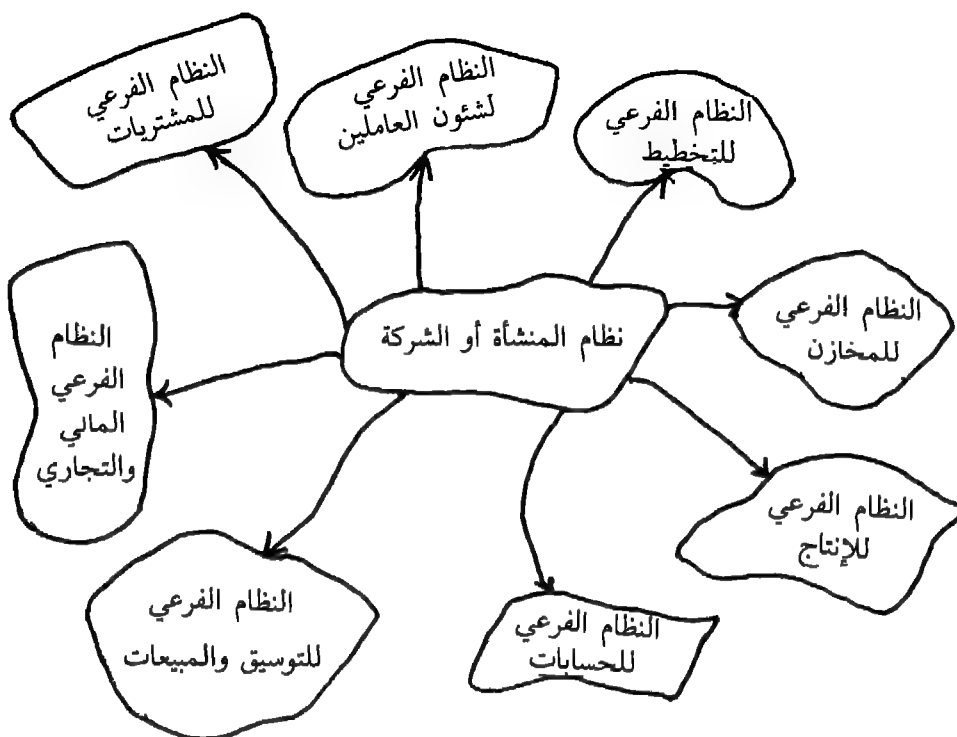 النظام الفرعي
للمشتريات
النظام الفرعي
لشئون العاملين
النظام الفرعي
للتخطيط
النظام الفرعي
للمخازن
نظام المنشأة أو الشركة
النظام
الفرعي
المالي
والتجاري
النظام الفرعي
للإنتاج
النظام الفرعي
للحسابات
النظام الفرعي
للتوسيق والمبيعات